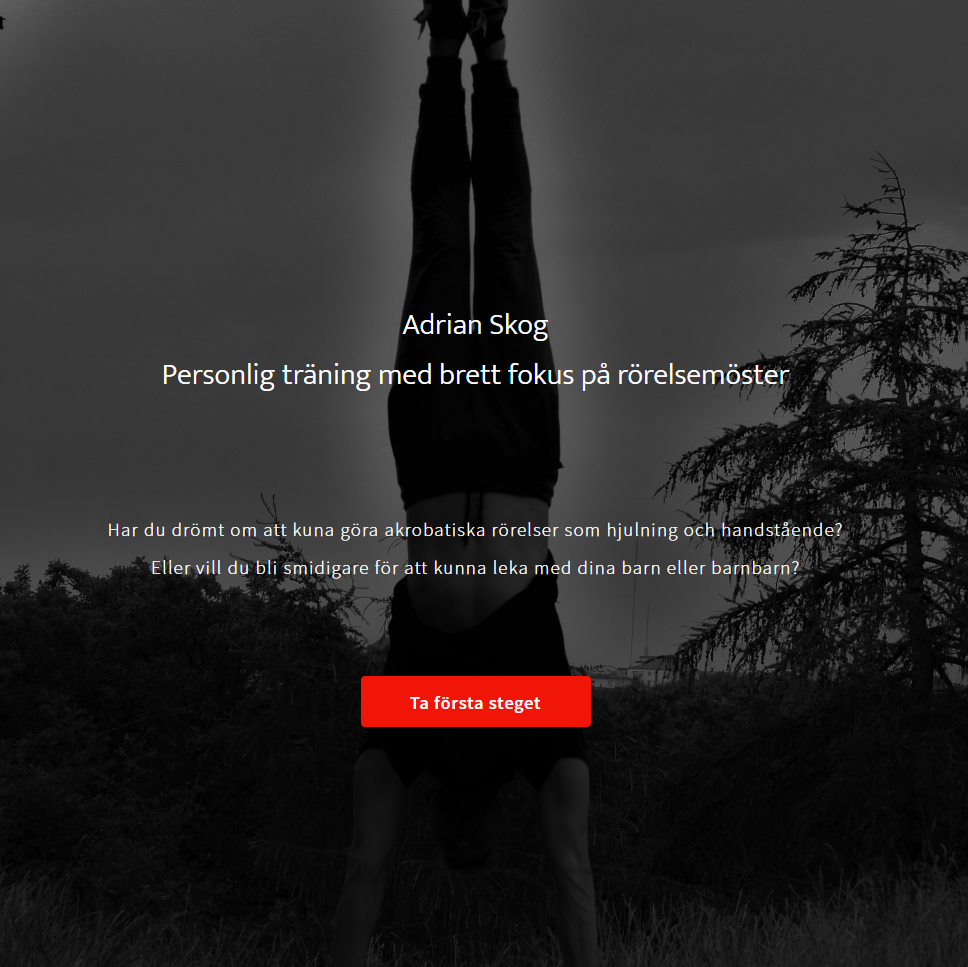 Adrian Skog
Personlig träning med brett fokus på rörelsemöster
Har du drömt om att kuna göra akrobatiska rörelser som hjulning och handstående?
Eller vill du bli smidigare för att kunna leka med dina barn eller barnbarn?
Ta första steget